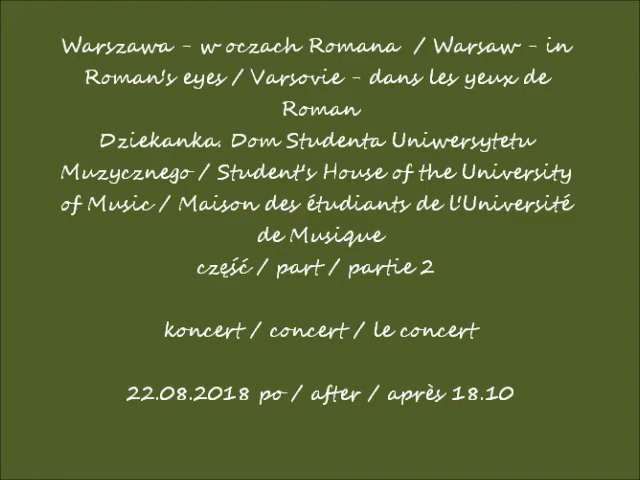 Warszawa - w oczach Romana / Warsaw - in
Roman's eyes / Varsovie - dans les yeux de
Roman
Dziekanka. Dom Studenta Uniwersytetu
Muzycznego / Student's House of the University
of Music / Maison des étudiants de l'Université
de Musique
część / part / partie 2
koncert / concert / le concert
22.08.2018 po / after / après 18.10